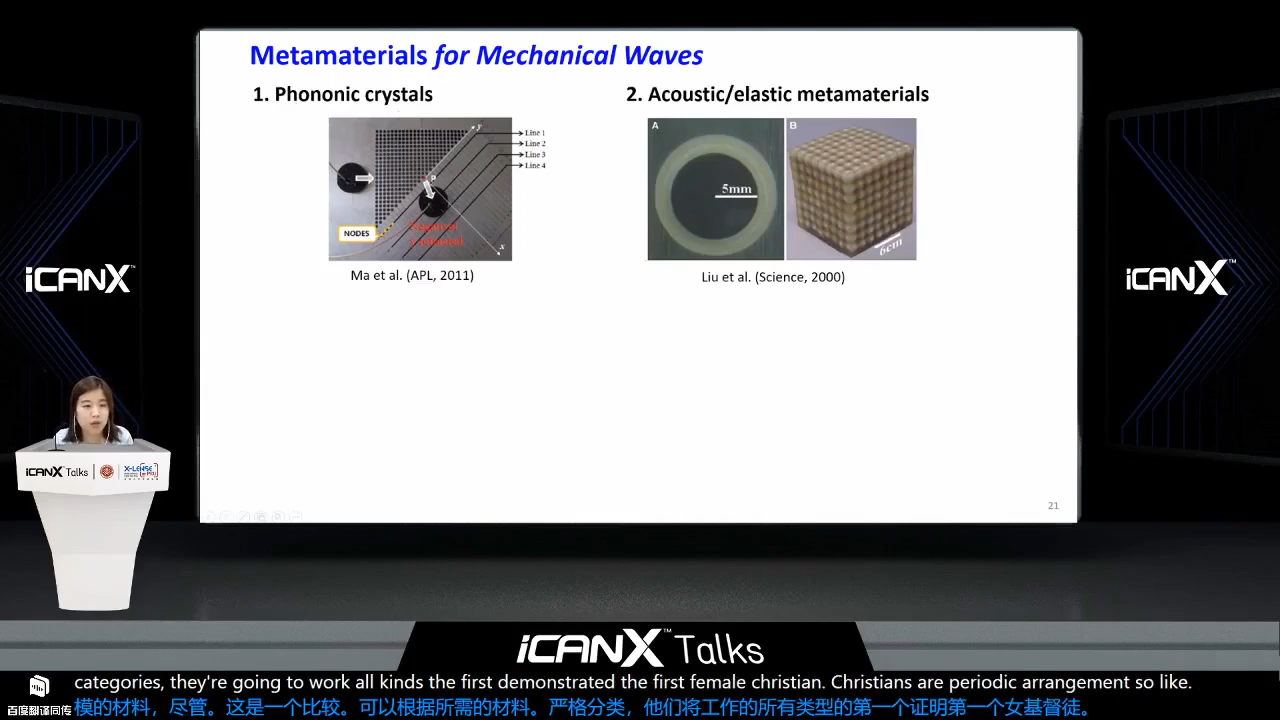 Metamaterials for Mechanical Waves
1. Phononic crystals
2. Acoustic/elastic metamaterials
y
Line 1
Line 2
Line 3
Line 4
P
NODES
x
Ma et al. (APL, 2011)
A
5mm
B
6cm
Liu et al. (Science, 2000)
21
iCANX™
iCANX™
iCANX Talks
X-LENSE
iCANX™ Talks
categories, they're going to work all kinds the first demonstrated the first female christian. Christians are periodic arrangement so like.
百度翻译同传
模的材料，尽管。这是一个比较。可以根据所需的材料。严格分类，他们将工作的所有类型的第一个证明第一个女基督徒。